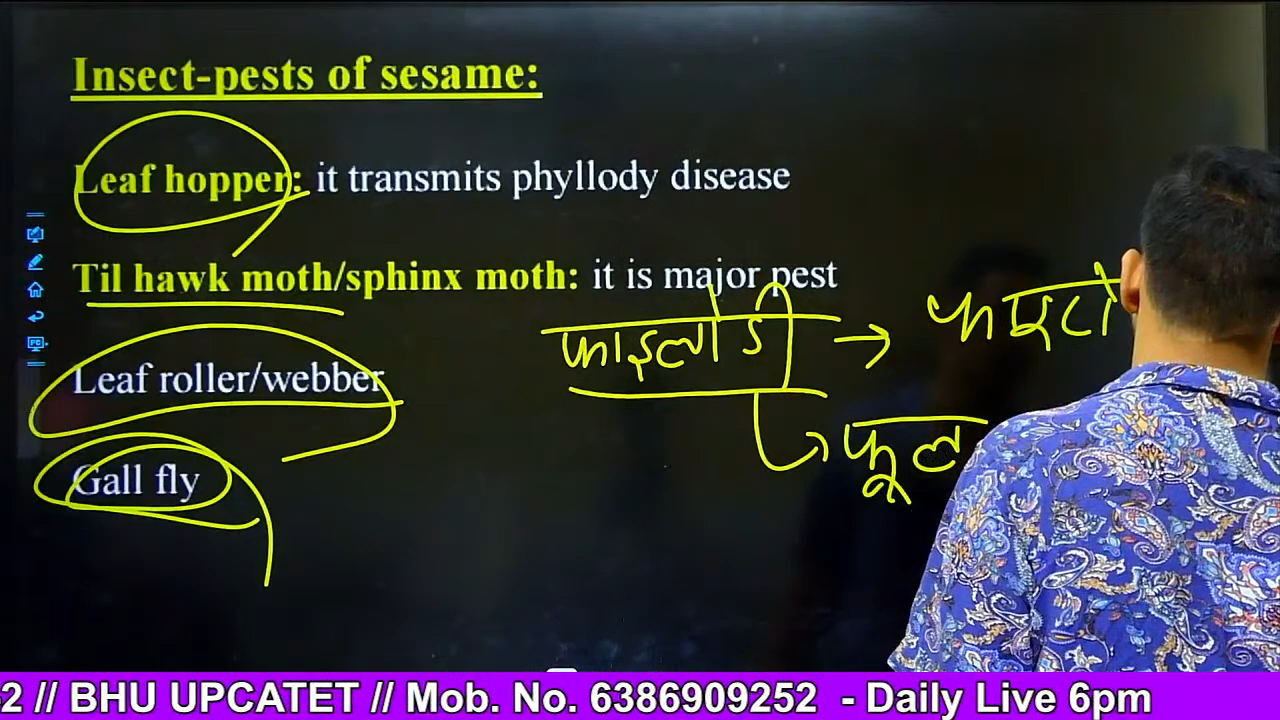 Insect-pests of sesame:
Leaf hopper: it transmits phyllody disease
Til hawk moth/sphinx moth: it is major pest
फाइलोडी → फाइटो
Leaf roller/webber
फूल
Gall fly
2 // BHU UPCATET // Mob. No. 6386909252 - Daily Live 6pm